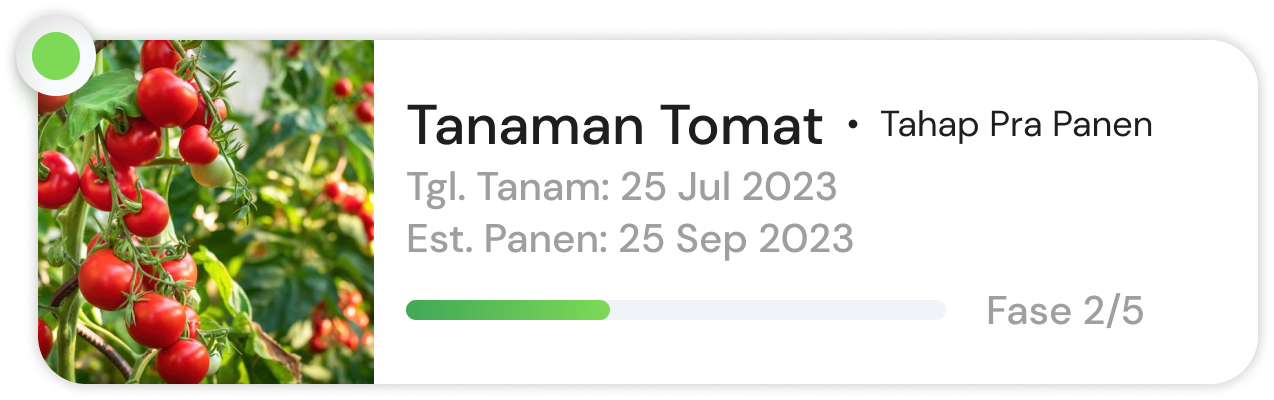 Tanaman Tomat • Tahap Pra Panen
Tgl. Tanam: 25 Jul 2023
Est. Panen: 25 Sep 2023
Fase 2/5